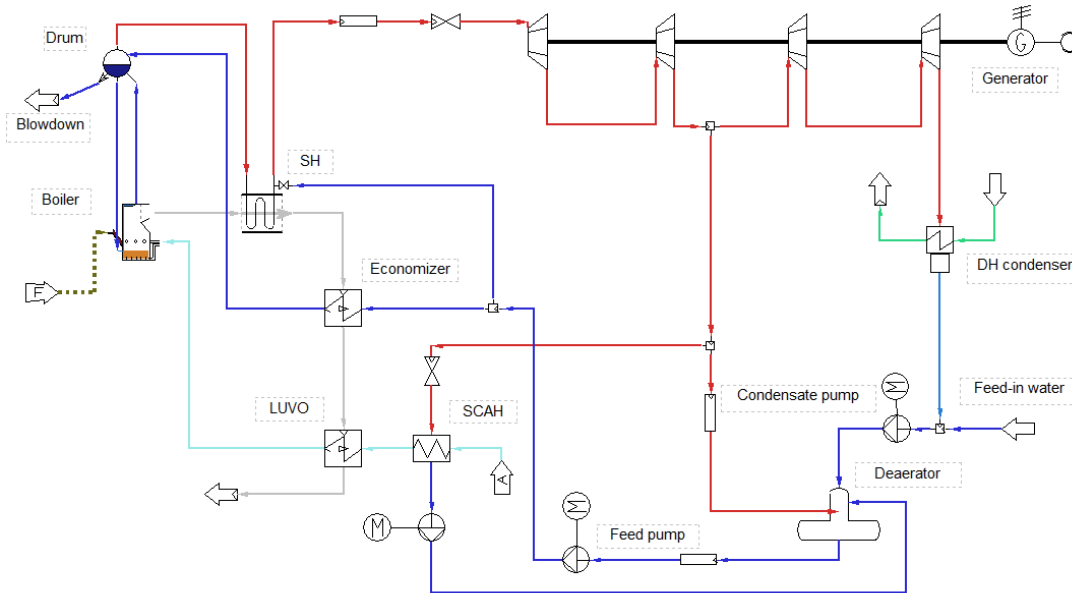 Drum
G
Generator
Blowdown
SH
Boiler
Economizer
DH condenser
F
Condensate pump
Feed-in water
LUVO
SCAH
A
Deaerator
M
M
M
Feed pump